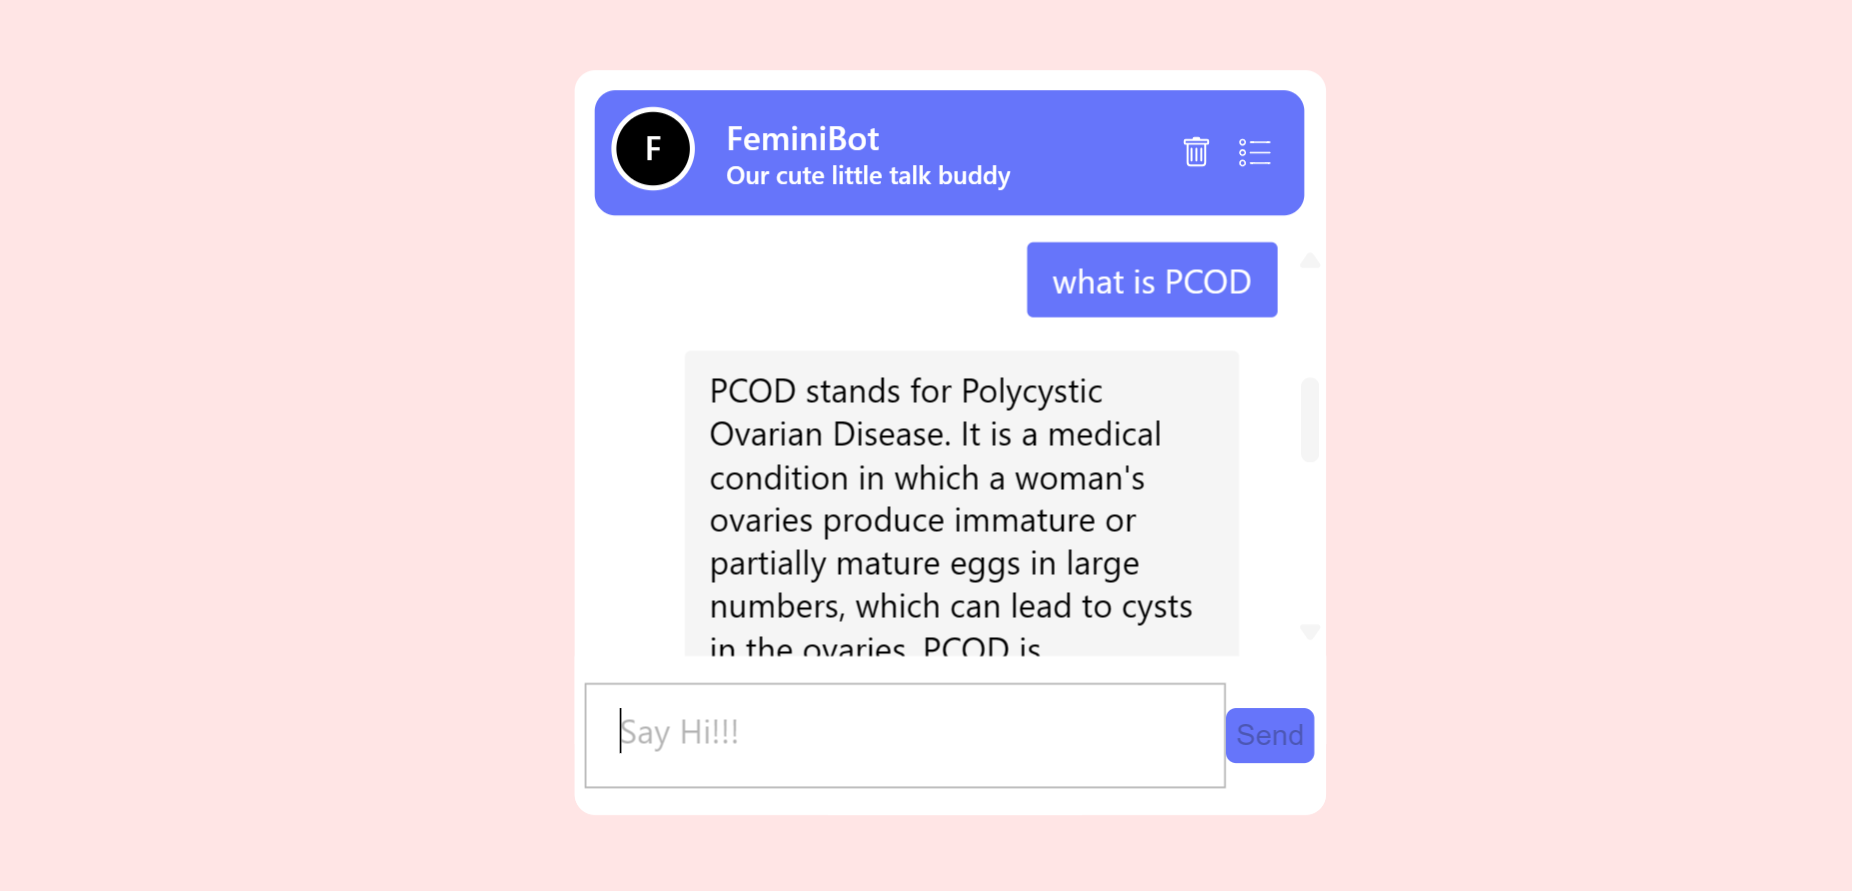 F
FeminiBot
Our cute little talk buddy
what is PCOD
PCOD stands for Polycystic
Ovarian Disease. It is a medical
condition in which a woman's
ovaries produce immature or
partially mature eggs in large
numbers, which can lead to cysts
in the ovaries. PCOD is
Say Hi!!!
Send